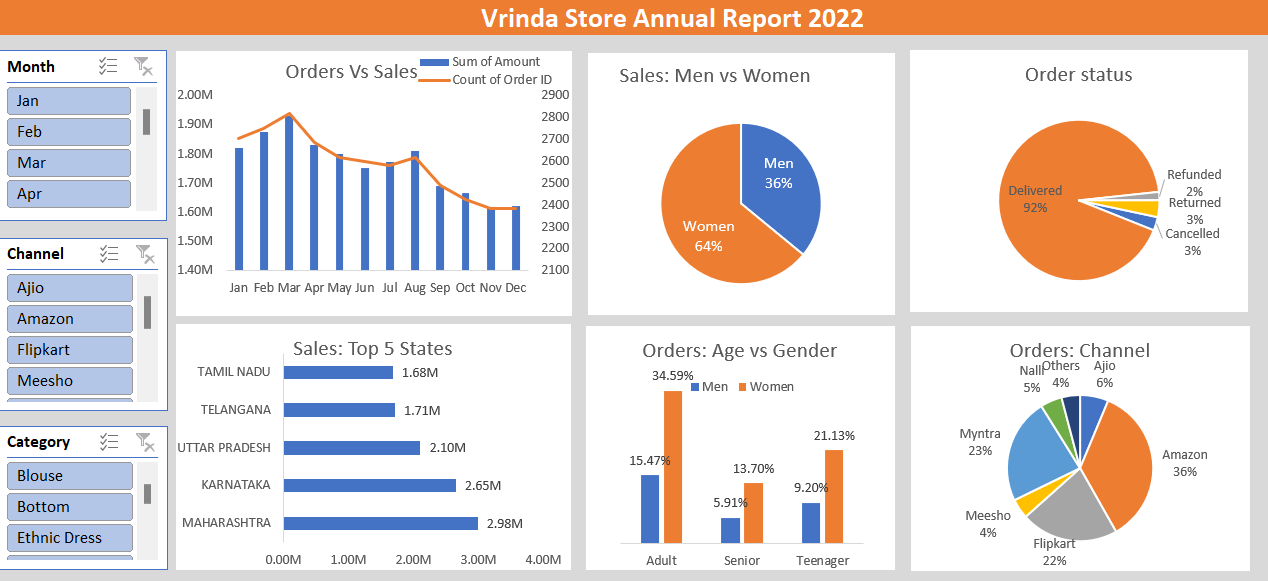 Vrinda Store Annual Report 2022
Month
Jan
Feb
Mar
Apr
Channel
Ajio
Amazon
Flipkart
Meesho
Category
Blouse
Bottom
Ethnic Dress
Orders Vs Sales
Sum of Amount
Count of Order ID
2.00M
1.90M
1.80M
1.70M
1.60M
1.50M
1.40M
2900
2800
2700
2600
2500
2400
2300
2200
2100
Jan Feb Mar Apr May Jun Jul Aug Sep Oct Nov Dec
Sales: Men vs Women
Men
36%
Women
64%
Order status
Delivered
92%
Refunded
2%
Returned
3%
Cancelled
3%
Sales: Top 5 States
TAMIL NADU 1.68M
TELANGANA 1.71M
UTTAR PRADESH 2.10M
KARNATAKA 2.65M
MAHARASHTRA 2.98M
0.00M 1.00M 2.00M 3.00M 4.00M
Orders: Age vs Gender
Men Women
34.59%
15.47%
13.70%
5.91%
21.13%
9.20%
Adult Senior Teenager
Orders: Channel
Nalli
5%
Others
4%
Ajio
6%
Myntra
23%
Amazon
36%
Meesho
4%
Flipkart
22%